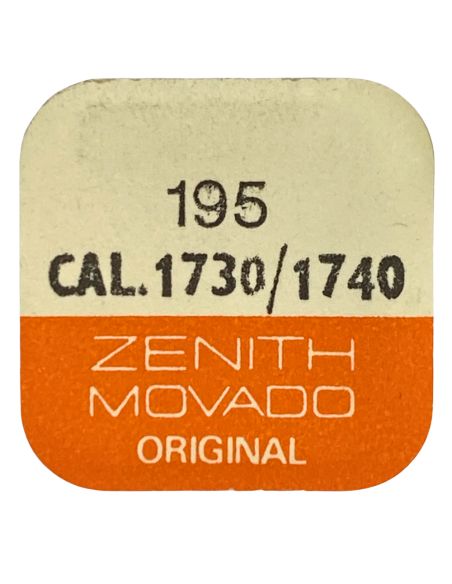 195
CAL.1730/1740
ZENITH
MOVADO
ORIGINAL